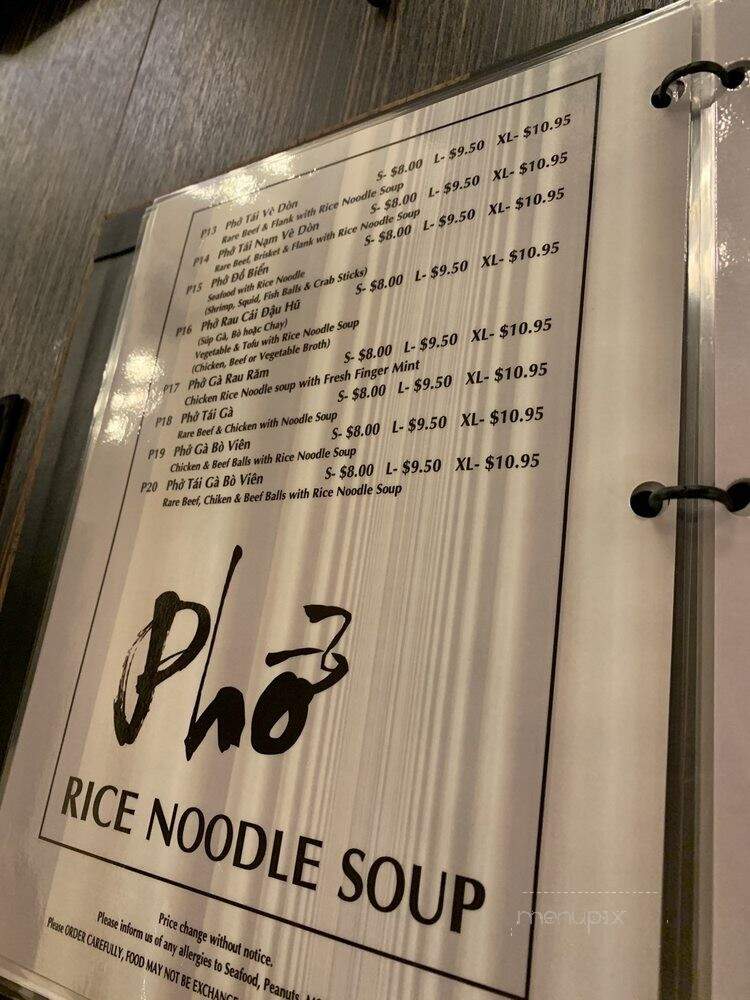 P13 Phở Tái Vè Dòn S- $8.00 L- $9.50 XL- $10.95
Rare Beef & Flank with Rice Noodle Soup
P14 Phở Tái Nạm Vè Dòn S- $8.00 L- $9.50 XL- $10.95
Rare Beef, Brisket & Flank with Rice Noodle Soup
P15 Phở Đồ Biển S- $8.00 L- $9.50 XL- $10.95
Seafood with Rice Noodle
(Shrimp, Squid, Fish Balls & Crab Sticks)
P16 Phở Rau Cải Đậu Hũ S- $8.00 L- $9.50 XL- $10.95
(Súp Gà, Bò hoặc Chay)
Vegetable & Tofu with Rice Noodle Soup
(Chicken, Beef or Vegetable Broth)
P17 Phở Gà Rau Răm S- $8.00 L- $9.50 XL- $10.95
Chicken Rice Noodle soup with Fresh Finger Mint
P18 Phở Tái Gà S- $8.00 L- $9.50 XL- $10.95
Rare Beef & Chicken with Noodle Soup
P19 Phở Gà Bò Viên S- $8.00 L- $9.50 XL- $10.95
Chicken & Beef Balls with Rice Noodle Soup
P20 Phở Tái Gà Bò Viên S- $8.00 L- $9.50 XL- $10.95
Rare Beef, Chiken & Beef Balls with Rice Noodle Soup
Phở
RICE NOODLE SOUP
Price change without notice.
Please inform us of any allergies to Seafood, Peanuts,
Please ORDER CAREFULLY, FOOD MAY NOT BE EXCHANGE
menupix